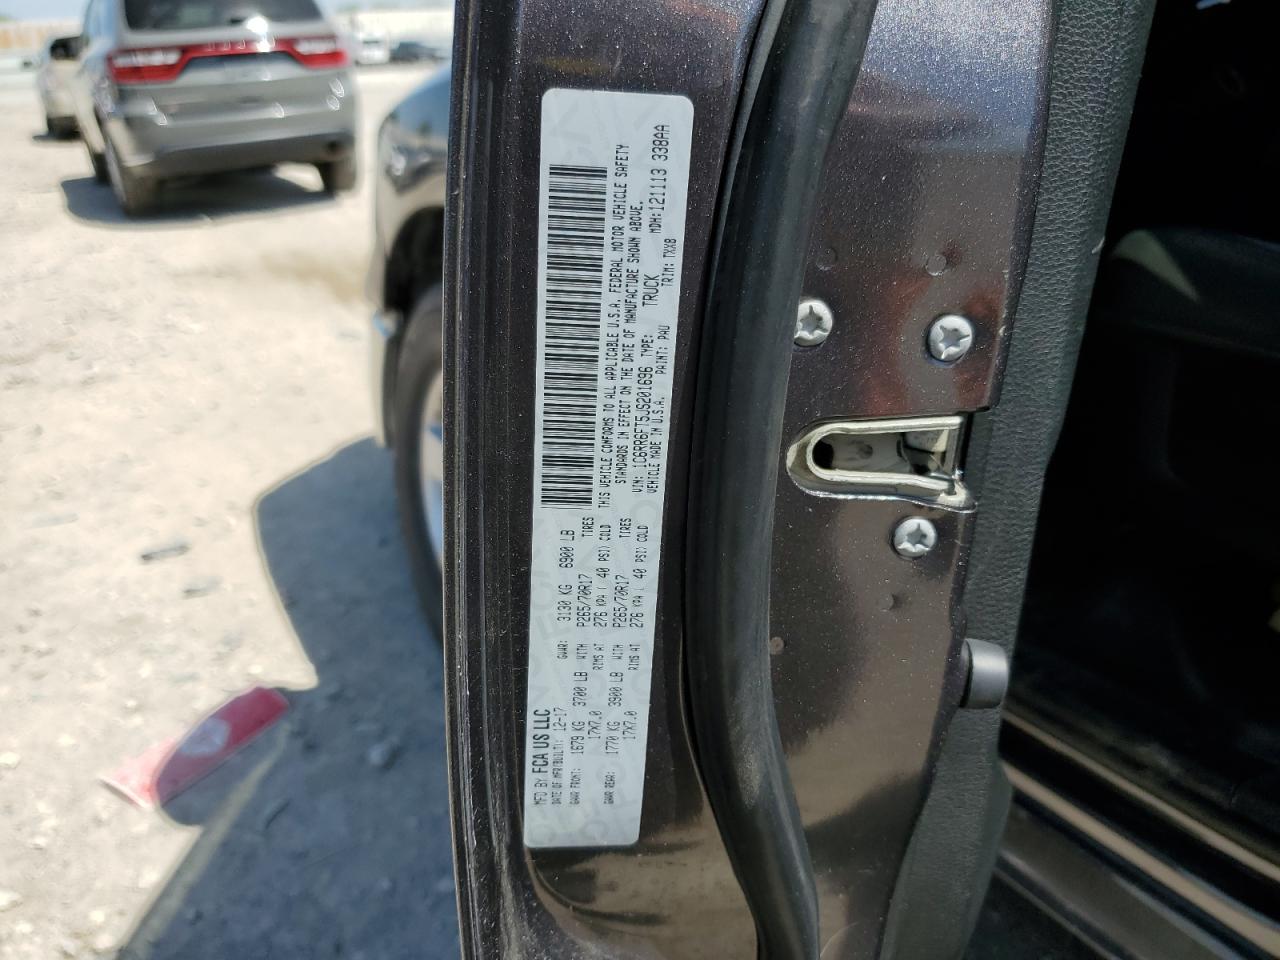 MFD BY FCA US LLC
DATE OF MFR(BUILT): 12-17 GVWR: 3130 KG 6900 LB
GAWR FRONT: 1679 KG 3700 LB WITH P265/70R17 TIRES
17X7.0 RIMS AT 276 KPA ( 40 PSI) COLD
GAWR REAR: 1770 KG 3900 LB WITH P265/70R17 TIRES
17X7.0 RIMS AT 276 KPA ( 40 PSI) COLD
THIS VEHICLE CONFORMS TO ALL APPLICABLE U.S.A. FEDERAL MOTOR VEHICLE SAFETY
STANDARDS IN EFFECT ON THE DATE OF MANUFACTURE SHOWN ABOVE.
VIN: 1C6RR6FT5JS201696 TYPE: TRUCK MDH:121113 338AA
VEHICLE MADE IN U.S.A. PAINT: PAU TRIM: TXX8